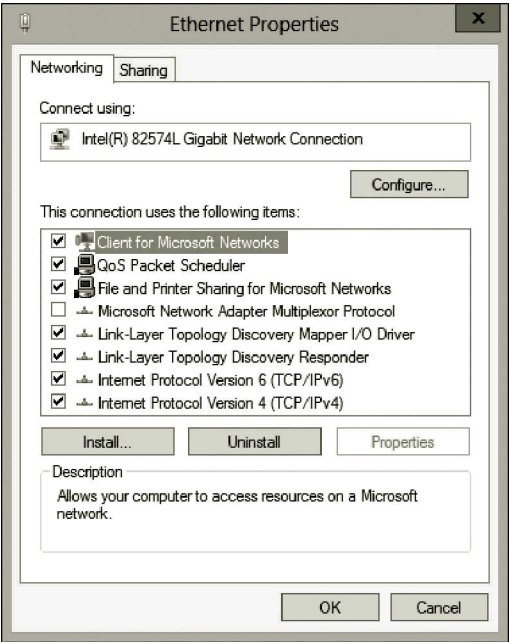 Ethernet Properties
x
Networking
Sharing
Connect using:
Intel(R) 82574L Gigabit Network Connection
Configure...
This connection uses the following items:
Client for Microsoft Networks
QoS Packet Scheduler
File and Printer Sharing for Microsoft Networks
Microsoft Network Adapter Multiplexor Protocol
Link-Layer Topology Discovery Mapper I/O Driver
Link-Layer Topology Discovery Responder
Internet Protocol Version 6 (TCP/IPv6)
Internet Protocol Version 4 (TCP/IPv4)
Install...
Uninstall
Properties
Description
Allows your computer to access resources on a Microsoft
network.
OK
Cancel